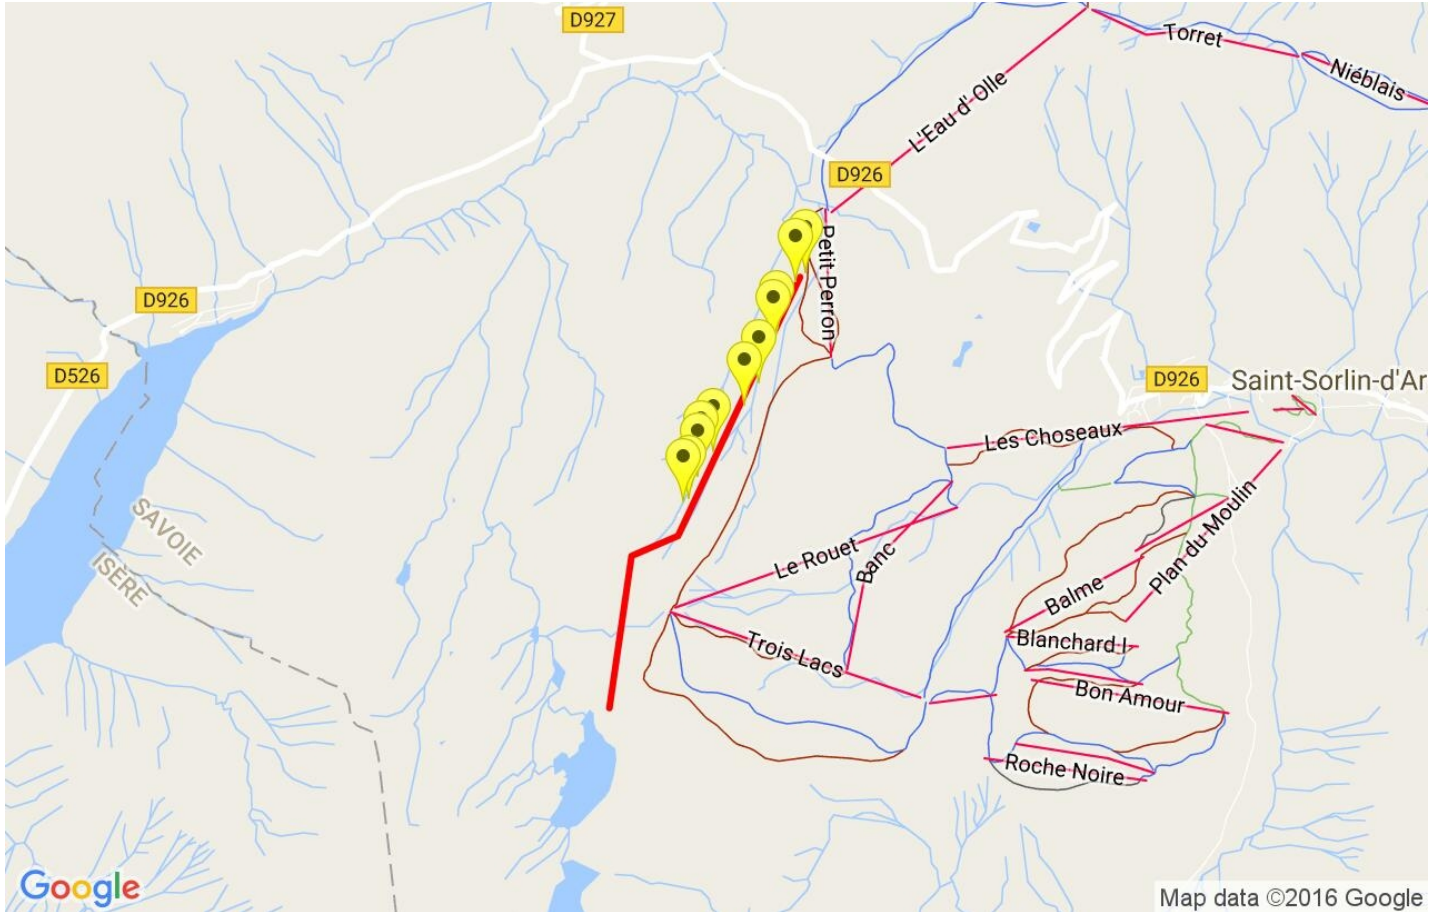 D927
Torret
Niéblais
L'Eau d' Olle
D926
Petit Perron
D926
D526
D926
Saint-Sorlin-d'Ar
Les Choseaux
Plan du Moulin
SAVOIE
ISÈRE
Le Rouet
Banc
Balme
Blanchard I
Trois Lacs
Bon Amour
Roche Noire
Google
Map data ©2016 Google